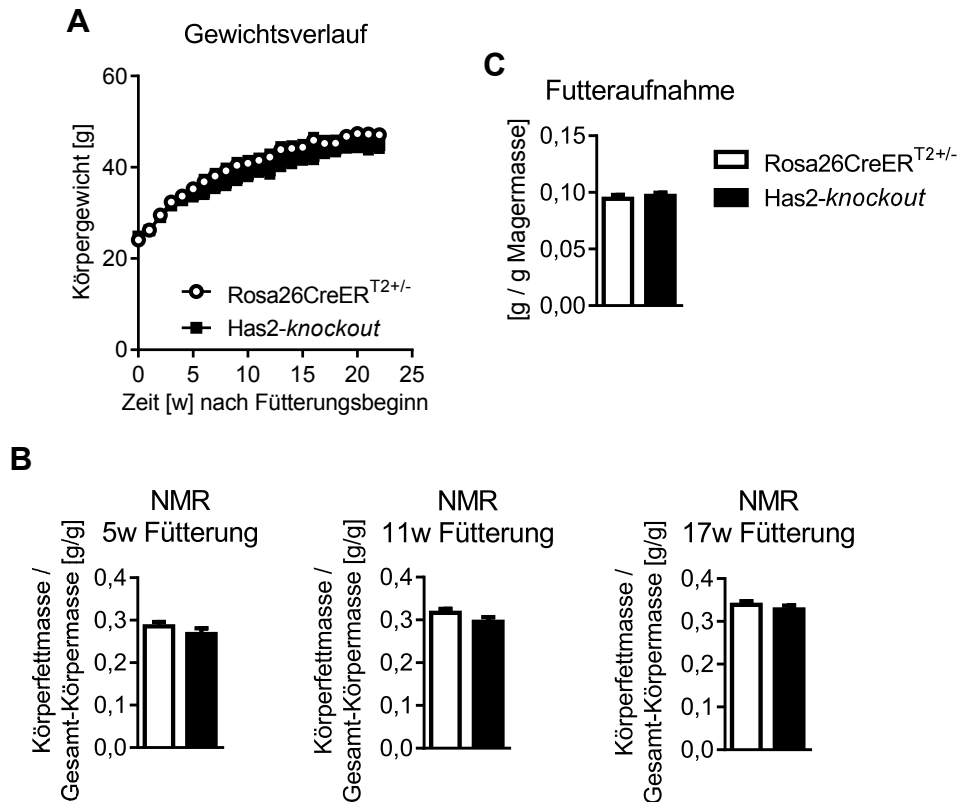 A
Gewichtsverlauf
Körpergewicht [g]
60
40
20
0
0 5 10 15 20 25
Zeit [w] nach Fütterungsbeginn
Rosa26CreER^T2+/-
Has2-knockout
C
Futteraufnahme
[g / g Magermasse]
0,15
0,10
0,05
0,00
Rosa26CreER^T2+/-
Has2-knockout
B
NMR
5w Fütterung
Körperfettmasse /
Gesamt-Körpermasse [g/g]
0,4
0,3
0,2
0,1
0,0
NMR
11w Fütterung
Körperfettmasse /
Gesamt-Körpermasse [g/g]
0,4
0,3
0,2
0,1
0,0
NMR
17w Fütterung
Körperfettmasse /
Gesamt-Körpermasse [g/g]
0,4
0,3
0,2
0,1
0,0